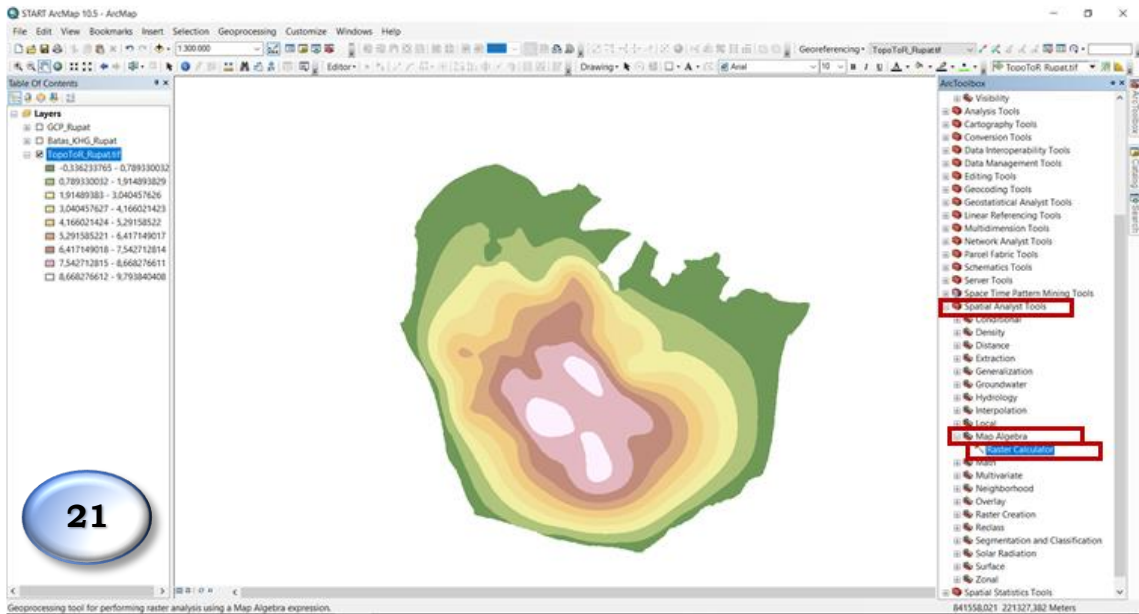 START ArcMap 10.5 - ArcMap
File Edit View Bookmarks Insert Selection Geoprocessing Customize Windows Help
1:300.000
Georeferencing
TopoToR_Rupat.tif
Editor
Drawing
A
Arial
10
B I U A
TopoToR_Rupat.tif
Table Of Contents
Layers
GCP_Rupat
Batas_KHG_Rupat
TopoToR_Rupat.tif
-0,336233765 - 0,789330032
0,789330032 - 1,914893829
1,91489383 - 3,040457626
3,040457627 - 4,166021423
4,166021424 - 5,29158522
5,291585221 - 6,417149017
6,417149018 - 7,542712814
7,542712815 - 8,668276611
8,668276612 - 9,793840408
21
ArcToolbox
Visibility
Analysis Tools
Cartography Tools
Conversion Tools
Data Interoperability Tools
Data Management Tools
Editing Tools
Geocoding Tools
Geostatistical Analyst Tools
Linear Referencing Tools
Multidimension Tools
Network Analyst Tools
Parcel Fabric Tools
Schematics Tools
Server Tools
Space Time Pattern Mining Tools
Spatial Analyst Tools
Conditional
Density
Distance
Extraction
Generalization
Groundwater
Hydrology
Interpolation
Local
Map Algebra
Raster Calculator
Math
Multivariate
Neighborhood
Overlay
Raster Creation
Reclass
Segmentation and Classification
Solar Radiation
Surface
Zonal
Spatial Statistics Tools
ArcToolbox
Catalog
Search
Geoprocessing tool for performing raster analysis using a Map Algebra expression.
841558,021 221327,382 Meters